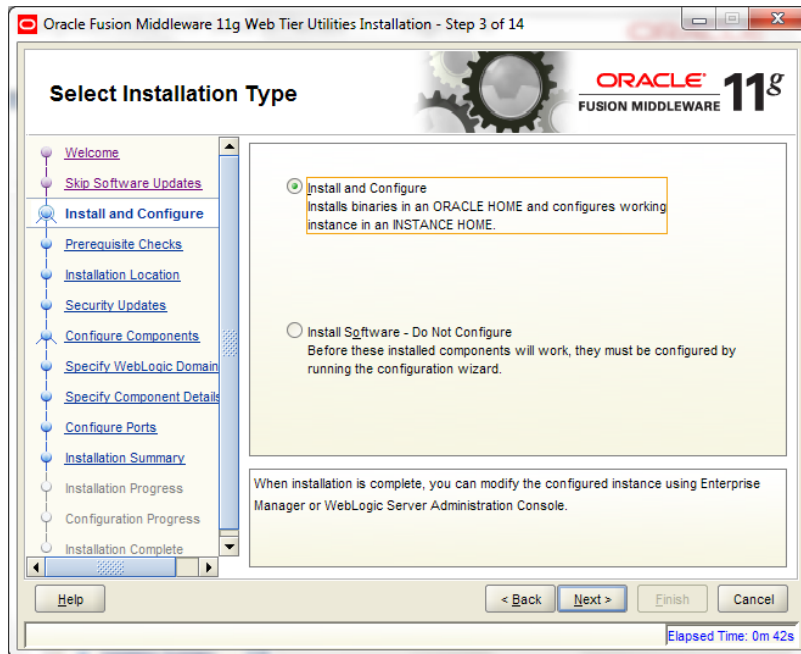 Oracle Fusion Middleware 11g Web Tier Utilities Installation - Step 3 of 14
Select Installation Type
ORACLE
FUSION MIDDLEWARE 11g
Welcome
Skip Software Updates
Install and Configure
Prerequisite Checks
Installation Location
Security Updates
Configure Components
Specify WebLogic Domain
Specify Component Details
Configure Ports
Installation Summary
Installation Progress
Configuration Progress
Installation Complete
Install and Configure
Installs binaries in an ORACLE HOME and configures working
instance in an INSTANCE HOME.
Install Software - Do Not Configure
Before these installed components will work, they must be configured by
running the configuration wizard.
When installation is complete, you can modify the configured instance using Enterprise
Manager or WebLogic Server Administration Console.
Help
< Back Next > Finish Cancel
Elapsed Time: 0m 42s